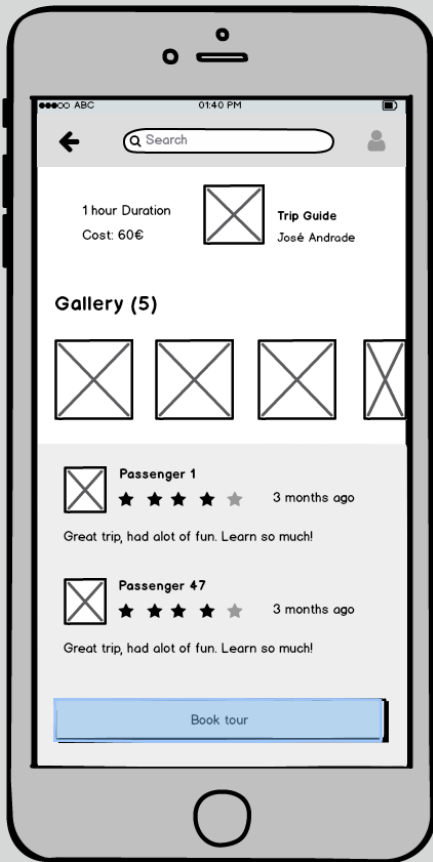 ABC 01:40 PM
Search
1 hour Duration
Cost: 60€
Trip Guide
José Andrade
Gallery (5)
Passenger 1
3 months ago
Great trip, had alot of fun. Learn so much!
Passenger 47
3 months ago
Great trip, had alot of fun. Learn so much!
Book tour